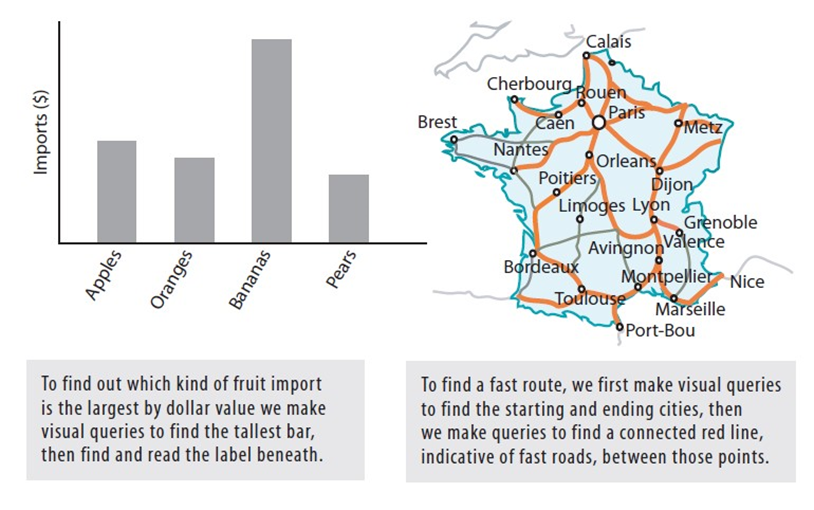 Imports ($)
Apples
Oranges
Bananas
Pears
Calais
Cherbourg
Rouen
Paris
Brest
Caen
Metz
Nantes
Orleans
Poitiers
Dijon
Limoges
Lyon
Grenoble
Avingnon
Valence
Bordeaux
Montpellier
Nice
Toulouse
Marseille
Port-Bou
To find out which kind of fruit import
is the largest by dollar value we make
visual queries to find the tallest bar,
then find and read the label beneath.
To find a fast route, we first make visual queries
to find the starting and ending cities, then
we make queries to find a connected red line,
indicative of fast roads, between those points.